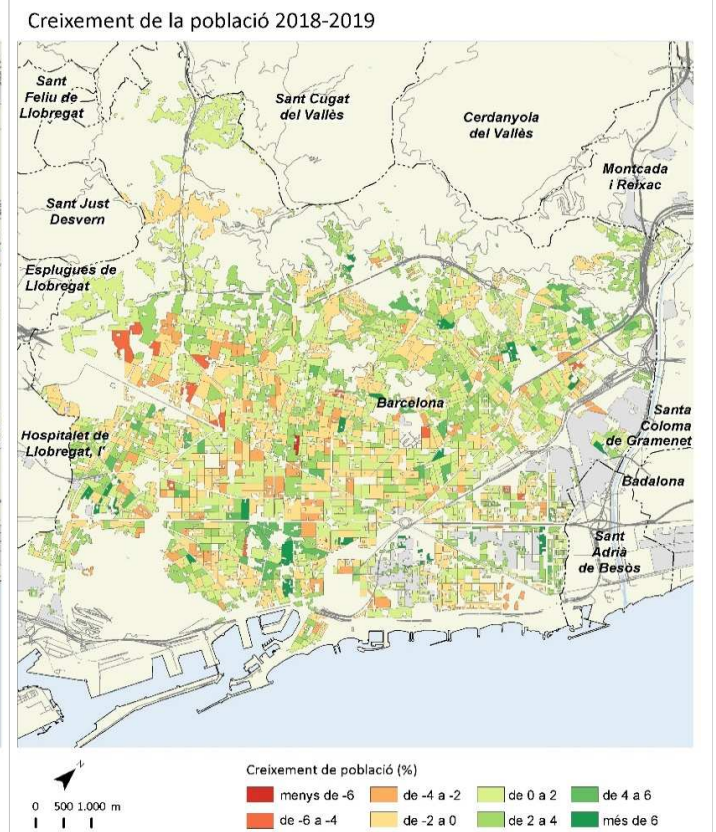 Creixement de la població 2018-2019
Sant
Feliu de
Llobregat
Sant Cugat
del Vallès
Cerdanyola
del Vallès
Montcada
i Reixac
Sant Just
Desvern
Esplugues de
Llobregat
Barcelona
Santa
Coloma
de Gramenet
Hospitalet de
Llobregat, l'
Badalona
Sant
Adrià
de Besòs
N
0 500 1.000 m
Creixement de població (%)
menys de -6
de -4 a -2
de 0 a 2
de 4 a 6
de -6 a -4
de -2 a 0
de 2 a 4
més de 6